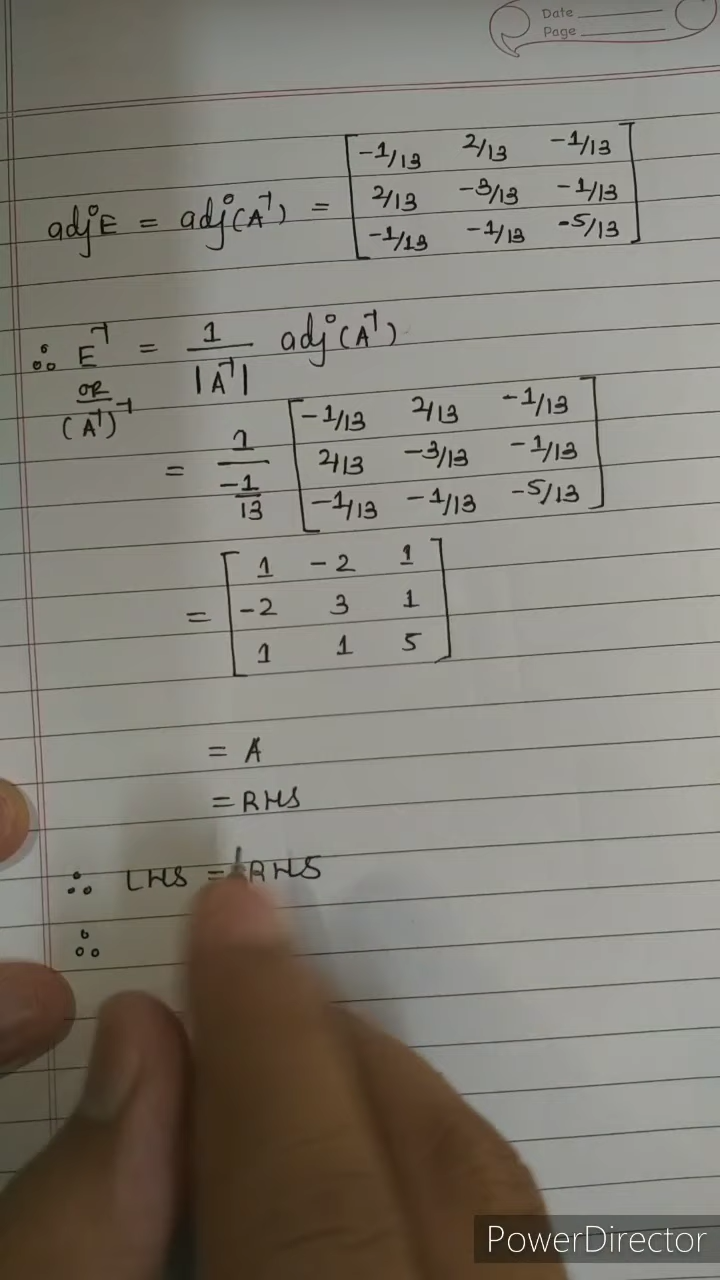 Date
Page
adj E = adj(A⁻¹) = [ -1/13 2/13 -1/13
2/13 -3/13 -1/13
-1/13 -1/13 -5/13 ]
∴ E⁻¹ = 1/|A⁻¹| adj(A⁻¹)
OR
(A⁻¹)⁻¹
= 1/(-1/13) [ -1/13 2/13 -1/13
2/13 -3/13 -1/13
-1/13 -1/13 -5/13 ]
= [ 1 -2 1
-2 3 1
1 1 5 ]
= A
= RHS
∴ LHS = RHS
∴
PowerDirector